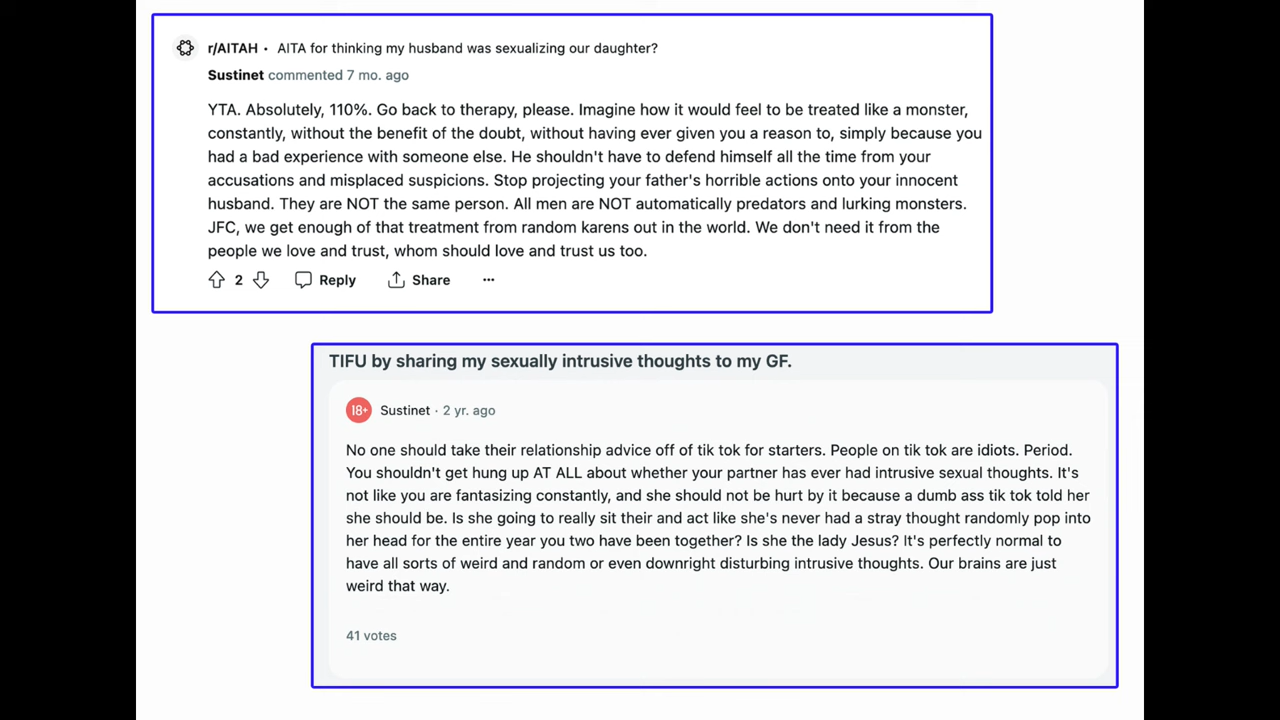 r/AITAH • AITA for thinking my husband was sexualizing our daughter?
Sustinet commented 7 mo. ago
YTA. Absolutely, 110%. Go back to therapy, please. Imagine how it would feel to be treated like a monster,
constantly, without the benefit of the doubt, without having ever given you a reason to, simply because you
had a bad experience with someone else. He shouldn't have to defend himself all the time from your
accusations and misplaced suspicions. Stop projecting your father's horrible actions onto your innocent
husband. They are NOT the same person. All men are NOT automatically predators and lurking monsters.
JFC, we get enough of that treatment from random karens out in the world. We don't need it from the
people we love and trust, whom should love and trust us too.
2 Reply Share ...
TIFU by sharing my sexually intrusive thoughts to my GF.
18+ Sustinet · 2 yr. ago
No one should take their relationship advice off of tik tok for starters. People on tik tok are idiots. Period.
You shouldn't get hung up AT ALL about whether your partner has ever had intrusive sexual thoughts. It's
not like you are fantasizing constantly, and she should not be hurt by it because a dumb ass tik tok told her
she should be. Is she going to really sit their and act like she's never had a stray thought randomly pop into
her head for the entire year you two have been together? Is she the lady Jesus? It's perfectly normal to
have all sorts of weird and random or even downright disturbing intrusive thoughts. Our brains are just
weird that way.
41 votes